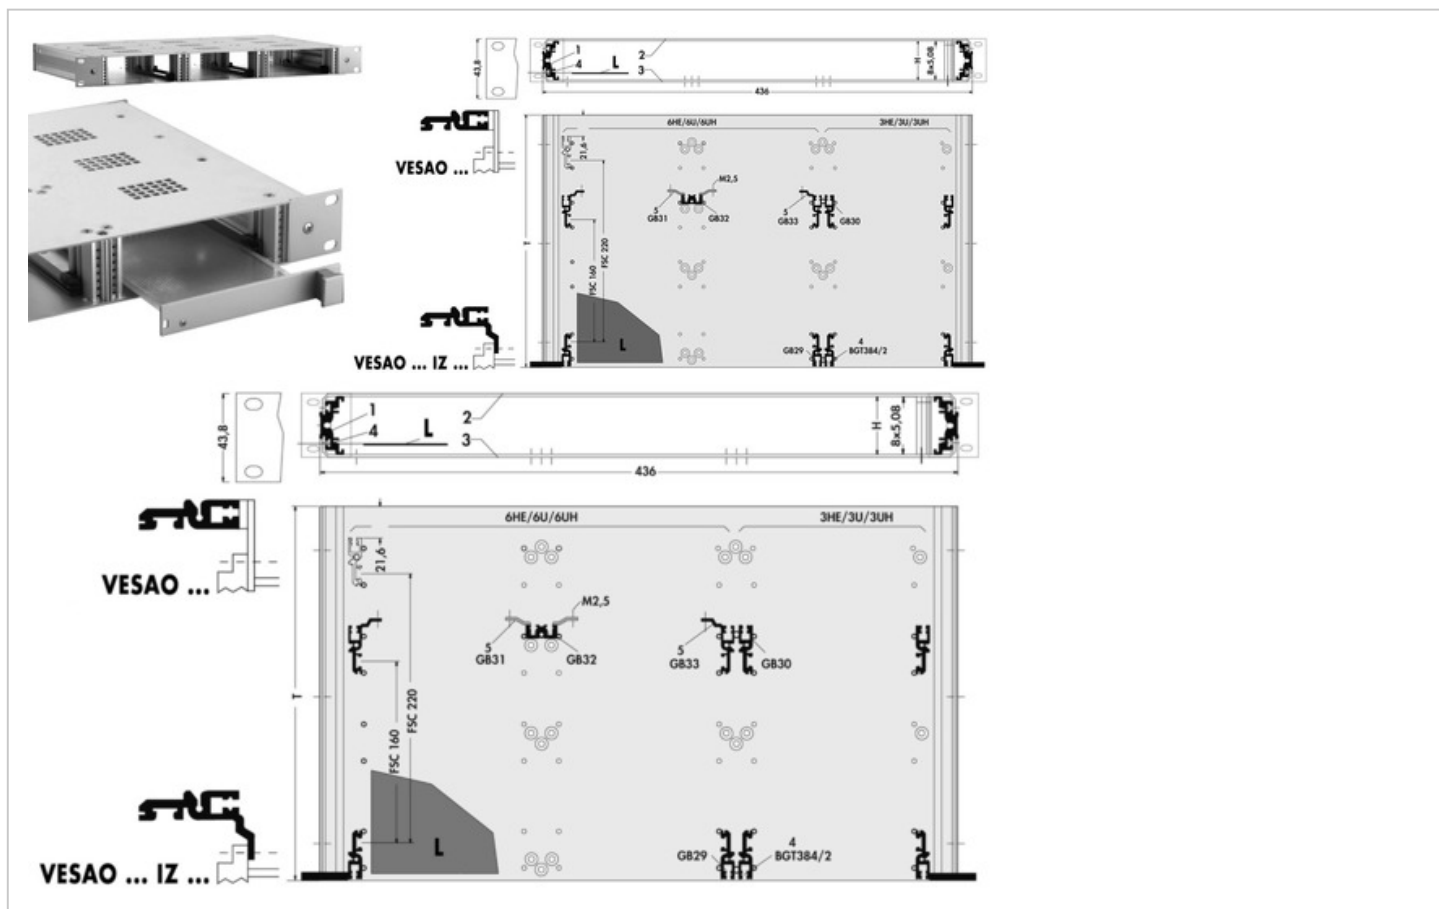 43,8
1
4
L
2
3
H
8x5,08
436
6HE/6U/6UH
3HE/3U/3UH
21,6
VESAO ...
M2,5
5
GB31
GB32
5
GB33
GB30
T
FSC 160
FSC 220
VESAO ... IZ ...
L
GB29
4
BGT384/2
43,8
1
4
L
2
3
H
8x5,08
436
6HE/6U/6UH
3HE/3U/3UH
21,6
VESAO ...
M2,5
5
GB31
GB32
5
GB33
GB30
T
FSC 160
FSC 220
VESAO ... IZ ...
L
GB29
4
BGT384/2